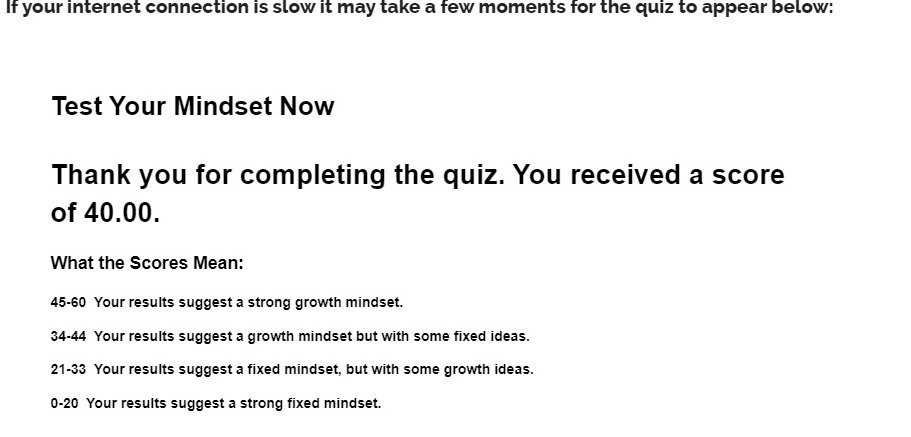 If your internet connection is slow it may take a few moments for the quiz to appear below:
Test Your Mindset Now
Thank you for completing the quiz. You received a score
of 40.00.
What the Scores Mean:
45-60 Your results suggest a strong growth mindset.
34-44 Your results suggest a growth mindset but with some fixed ideas.
21-33 Your results suggest a fixed mindset, but with some growth ideas.
0-20 Your results suggest a strong fixed mindset.